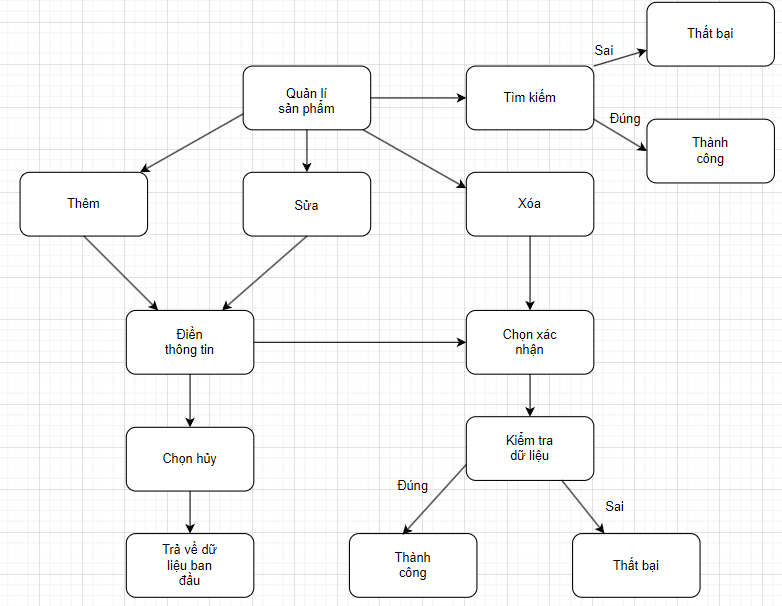 Thất bại
Sai
Quản lí
sản phẩm
Tìm kiếm
Đúng
Thành
công
Thêm
Sửa
Xóa
Điền
thông tin
Chọn xác
nhận
Chọn hủy
Kiểm tra
dữ liệu
Đúng
Sai
Trả về dữ
liệu ban
đầu
Thành
công
Thất bại